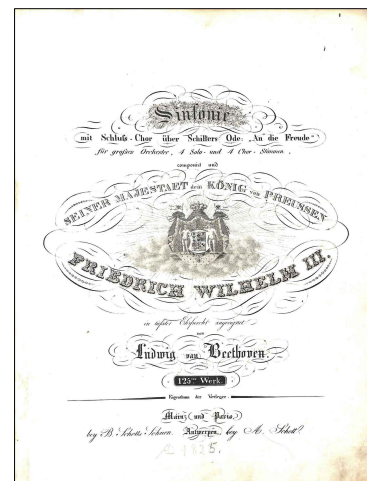 Sinfonie
mit Schluss-Chor über Schillers Ode: „An die Freude“
für grosses Orchester, 4 Solo- und 4 Chor-Stimmen,
componirt und
SEINER MAJESTAET dem KÖNIG von PREUSSEN
FRIEDRICH WILHELM III.
in tiefster Ehrfurcht zugeeignet
von
Ludwig van Beethoven.
125tes Werk.
Eigenthum der Verleger.
Mainz und Paris,
bey B. Schotts Söhnen. Antwerpen, bey A. Schott.